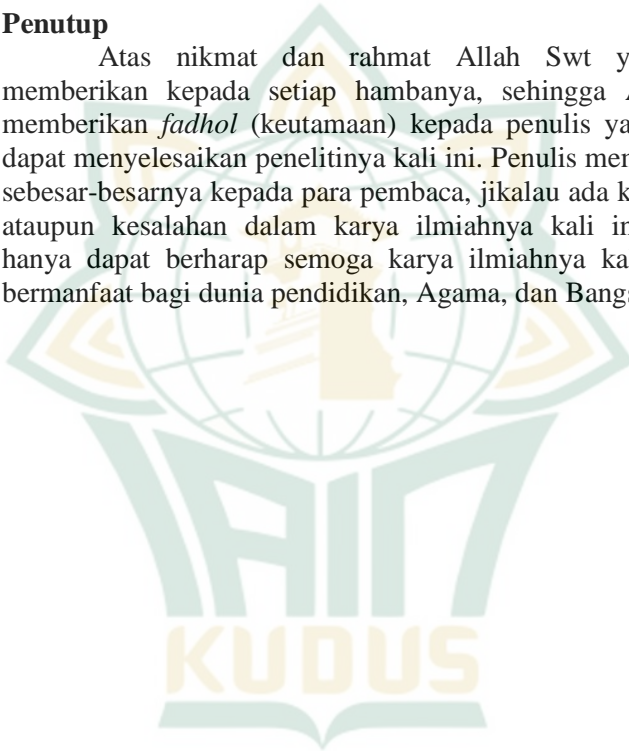 Penutup
Atas nikmat dan rahmat Allah Swt
memberikan kepada setiap hambanya, sehingga
memberikan fadhol (keutamaan) kepada penulis
dapat menyelesaikan penelitinya kali ini. Penulis
sebesar-besarnya kepada para pembaca, jikalau ada
ataupun kesalahan dalam karya ilmiahnya kali
hanya dapat berharap semoga karya ilmiahnya
bermanfaat bagi dunia pendidikan, Agama, dan
IAIN
KUDUS